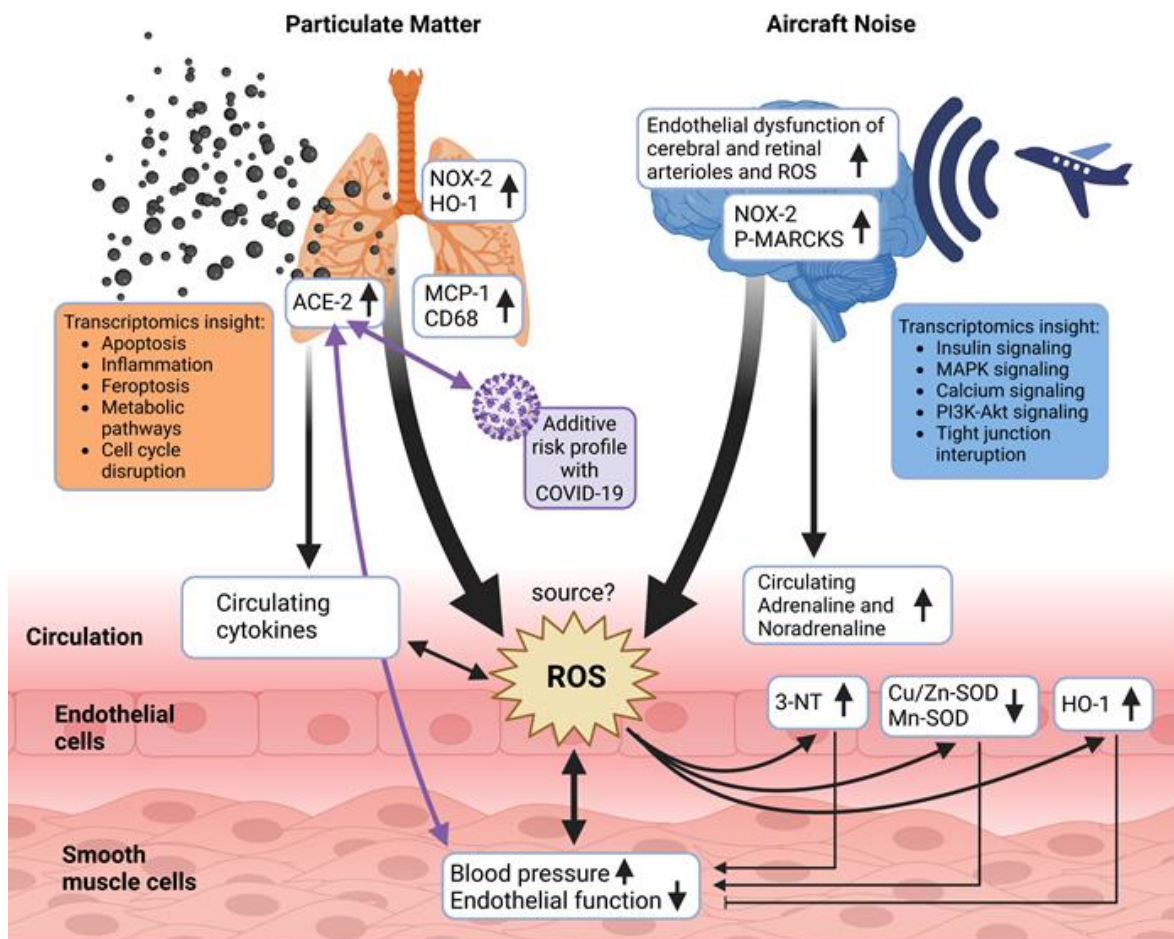 Particulate Matter
Aircraft Noise
NOX-2
HO-1
ACE-2
MCP-1
CD68
Endothelial dysfunction of
cerebral and retinal
arterioles and ROS
NOX-2
P-MARCKS
Transcriptomics insight:
• Apoptosis
• Inflammation
• Feroptosis
• Metabolic
pathways
• Cell cycle
disruption
Additive
risk profile
with
COVID-19
Transcriptomics insight:
• Insulin signaling
• MAPK signaling
• Calcium signaling
• PI3K-Akt signaling
• Tight junction
interuption
Circulating
cytokines
source?
ROS
Circulating
Adrenaline and
Noradrenaline
Circulation
Endothelial
cells
3-NT
Cu/Zn-SOD
Mn-SOD
HO-1
Smooth
muscle cells
Blood pressure
Endothelial function